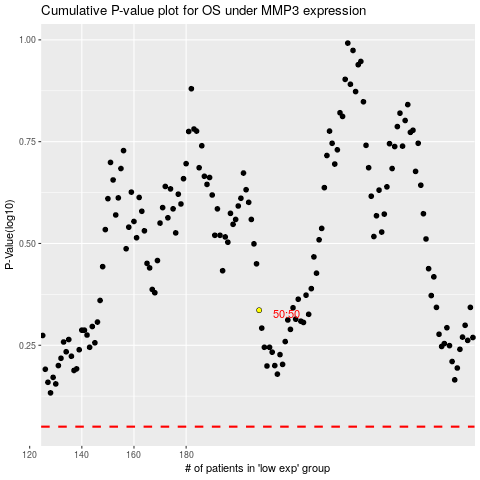 Cumulative P-value plot for OS under MMP3 expression
1.00
0.75
0.50
0.25
P-Value(log10)
50:50
120 140 160 180
# of patients in 'low exp' group